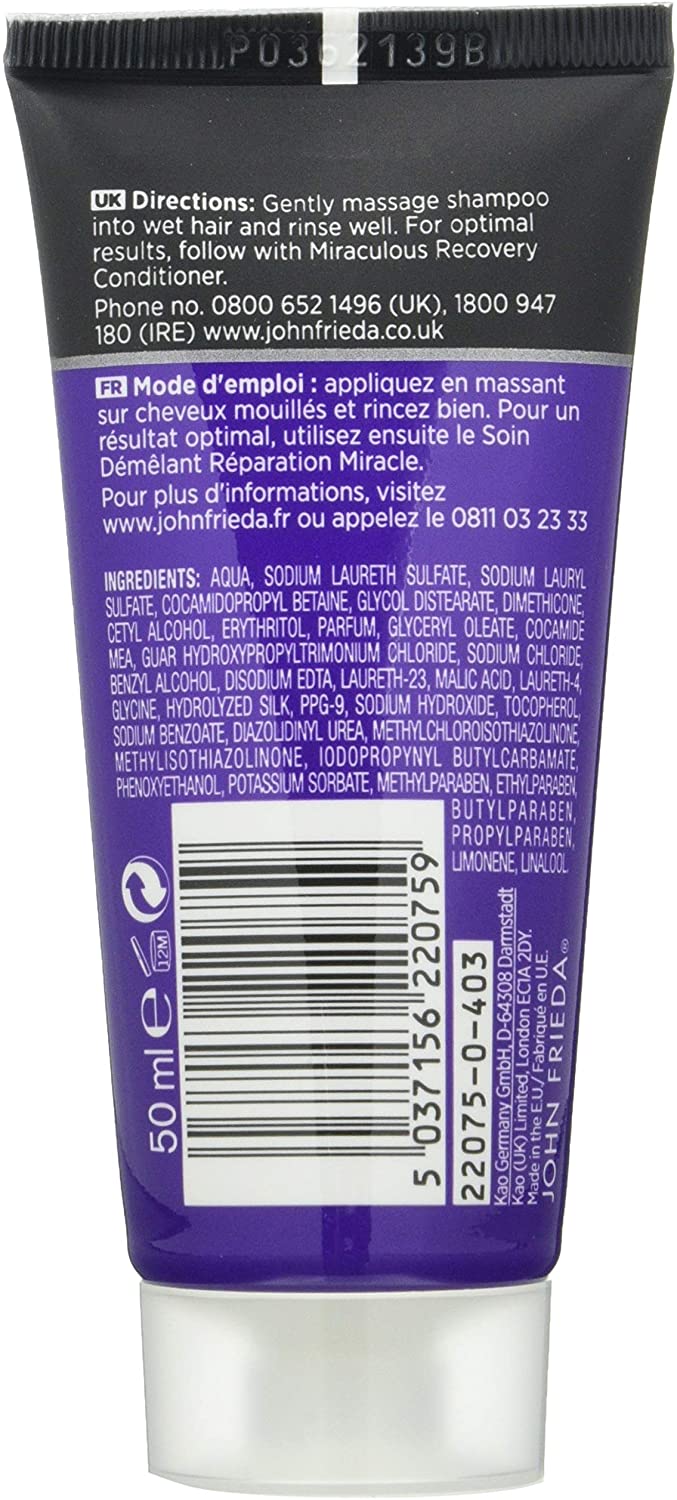 P0362139B
UK Directions: Gently massage shampoo
into wet hair and rinse well. For optimal
results, follow with Miraculous Recovery
Conditioner.
Phone no. 0800 652 1496 (UK), 1800 947
180 (IRE) www.johnfrieda.co.uk
FR Mode d'emploi : appliquez en massant
sur cheveux mouillés et rincez bien. Pour un
résultat optimal, utilisez ensuite le Soin
Démêlant Réparation Miracle.
Pour plus d'informations, visitez
www.johnfrieda.fr ou appelez le 0811 03 23 33
INGREDIENTS: AQUA, SODIUM LAURETH SULFATE, SODIUM LAURYL
SULFATE, COCAMIDOPROPYL BETAINE, GLYCOL DISTEARATE, DIMETHICONE,
CETYL ALCOHOL, ERYTHRITOL, PARFUM, GLYCERYL OLEATE, COCAMIDE
MEA, GUAR HYDROXYPROPYLTRIMONIUM CHLORIDE, SODIUM CHLORIDE,
BENZYL ALCOHOL, DISODIUM EDTA, LAURETH-23, MALIC ACID, LAURETH-4,
GLYCINE, HYDROLYZED SILK, PPG-9, SODIUM HYDROXIDE, TOCOPHEROL,
SODIUM BENZOATE, DIAZOLIDINYL UREA, METHYLCHLOROISOTHIAZOLINONE,
METHYLISOTHIAZOLINONE, IODOPROPYNYL BUTYLCARBAMATE,
PHENOXYETHANOL, POTASSIUM SORBATE, METHYLPARABEN, ETHYLPARABEN,
BUTYLPARABEN,
PROPYLPARABEN,
LIMONENE, LINALOOL.
12M
50 ml e
5 037156 220759
22075-0-403
Kao Germany GmbH, D-64308 Darmstadt
Kao (UK) Limited, London EC1A 2DY.
Made in the E.U./ Fabriqué en U.E.
JOHN FRIEDA®